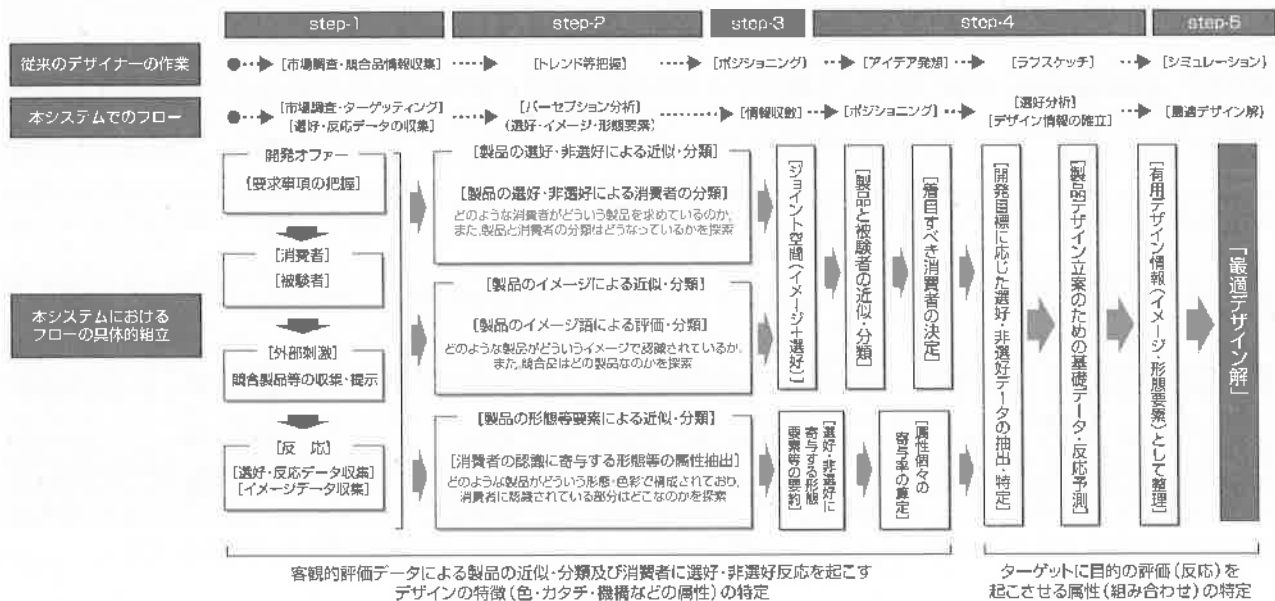 step-1
step-2
step-3
step-4
step-5
従来のデザイナーの作業
[市場調査・競合品情報収集]
[トレンド等把握]
[ポジショニング]
[アイデア発想]
[ラフスケッチ]
[シミュレーション]
本システムでのフロー
[市場調査・ターゲッティング]
[選好・反応データの収集]
[パーセプション分析]
(選好・イメージ・形態要素)
[情報収斂]
[ポジショニング]
[選好分析]
[デザイン情報の確立]
[最適デザイン解]
本システムにおける
フローの具体的組立
開発オファー
[要求事項の把握]
[消費者]
[被験者]
[外部刺激]
競合製品等の収集・提示
[反 応]
[選好・反応データ収集]
[イメージデータ収集]
[製品の選好・非選好による近似・分類]
[製品の選好・非選好による消費者の分類]
どのような消費者がどういう製品を求めているのか、
また、製品と消費者の分類はどうなっているかを探索
[製品のイメージによる近似・分類]
[製品のイメージ語による評価・分類]
どのような製品がどういうイメージで認識されているか、
また、競合品はどの製品なのかを探索
[製品の形態等要素による近似・分類]
[消費者の認識に寄与する形態等の属性抽出]
どのような製品がどういう形態・色彩で構成されており、
消費者に認識されている部分はどこなのかを探索
[ジョイント空間(イメージ+選好)]
[製品と被験者の近似・分類]
[着目すべき消費者の決定]
[選好・非選好に
寄与する形態
要素等の要約]
[属性個々の
寄与率の算定]
[開発目標に応じた選好・非選好データの抽出・特定]
[製品デザイン立案のための基礎データ・反応予測]
[有用デザイン情報(イメージ・形態要素)として整理]
「最適デザイン解」
客観的評価データによる製品の近似・分類及び消費者に選好・非選好反応を起こす
デザインの特徴(色・カタチ・機構などの属性)の特定
ターゲットに目的の評価(反応)を
起こさせる属性(組み合わせ)の特定